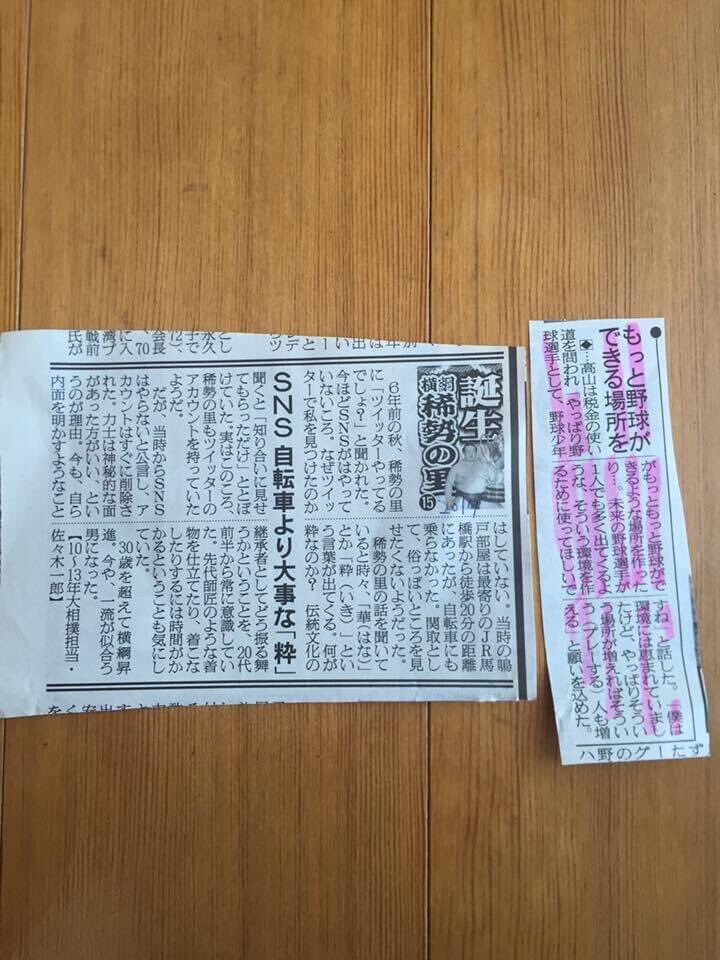 もっと野球が
できる場所を
◆…高山は税金の使い
道を問われ「やっぱり野
球選手として、野球少年
がもっともっと野球がで
きるような場所を作った
り…。未来の野球選手が
1人でも多く出てくるよ
うな、そういう環境を作
るために使ってほしいで
すね」と話した。「僕は
環境には恵まれていまし
たけど、やっぱりそうい
う場所が増えればそうい
う(プレーする)人も増
える」と願いを込めた。
誕生
横綱
稀勢の里
⑮
SNS 自転車より大事な「粋」
6年前の秋、稀勢の里
に「ツイッターやってる
でしょ?」と聞かれた。
今ほどSNSがはやって
いないころ。なぜツイッ
ターで私を見つけたのか
聞くと「知り合いに見せ
てもらっただけ」ととぼ
けていた。実はこのころ、
稀勢の里もツイッターの
アカウントを持っていた
ようだ。
だが、当時からSNS
はやらないと公言し、ア
カウントはすぐに削除さ
れた。力士は神秘的な面
があった方がいい、とい
うのが理由。今も、自ら
内面を明かすようなこと
はしていない。当時の鳴
戸部屋は最寄りのJR馬
橋駅から徒歩20分の距離
にあったが、自転車にも
乗らなかった。関取とし
て、俗っぽいところを見
せたくないようだった。
稀勢の里の話を聞いて
いると時々、「華(はな)」
とか「粋(いき)」とい
う言葉が出てくる。何が
粋なのか? 伝統文化の
継承者としてどう振る舞
うかということを、20代
前半から常に意識してい
た。先代師匠のような着
物を仕立てたり、着こな
したりするには時間がか
かるということも気にし
ていた。
30歳を超えて横綱昇
進。今や、一流が似合う
男になった。
【10~13年大相撲担当・
佐々木一郎】